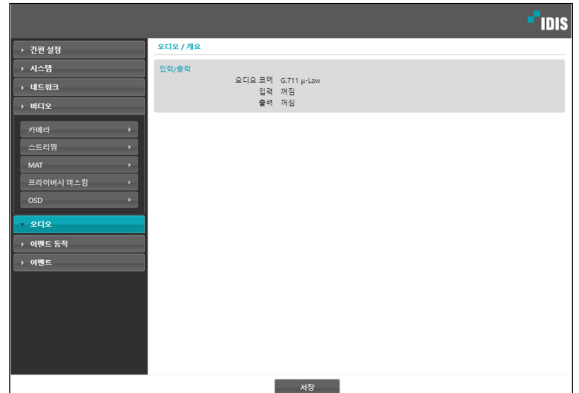 IDIS
간편 설정
시스템
네트워크
비디오
카메라
스트리밍
MAT
프라이버시 마스킹
OSD
오디오
이벤트 동작
이벤트
오디오 / 개요
입력/출력
오디오 코덱 G.711 μ-Law
입력 꺼짐
출력 꺼짐
저장